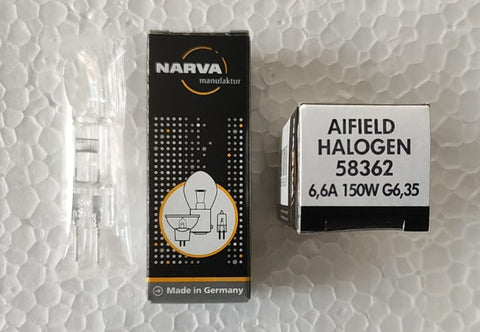 NARVA
manufaktur
Made in Germany
AIFIELD
HALOGEN
58362
6,6A 150W G6,35